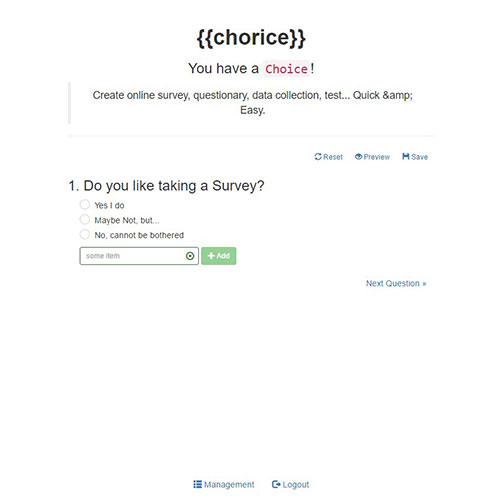 {{chorice}}
You have a Choice!
Create online survey, questionary, data collection, test... Quick &amp;
Easy.
Reset Preview Save
1. Do you like taking a Survey?
Yes I do
Maybe Not, but...
No, cannot be bothered
some item Add
Next Question »
Management Logout